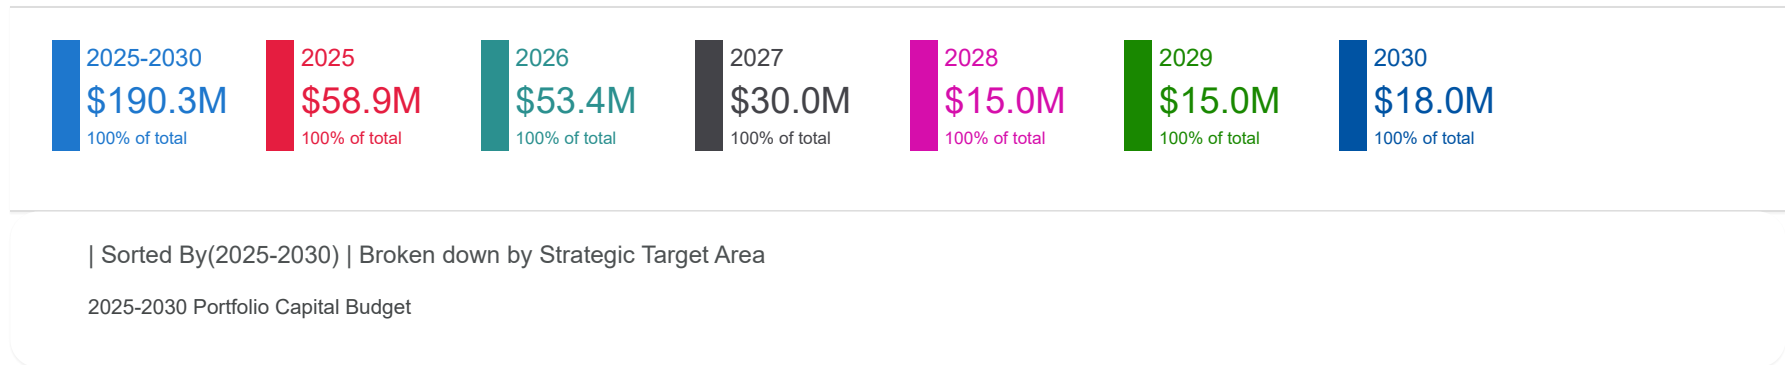 2025-2030 2025 2026 2027 2028 2029 2030
$190.3M $58.9M $53.4M $30.0M $15.0M $15.0M $18.0M
100% of total 100% of total 100% of total 100% of total 100% of total 100% of total 100% of total
| Sorted By(2025-2030) | Broken down by Strategic Target Area
2025-2030 Portfolio Capital Budget